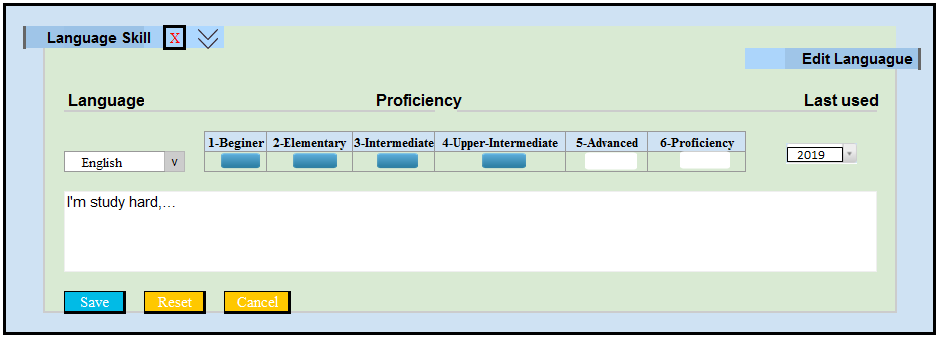 Language Skill X
Edit Languague
Language Proficiency Last used
1-Beginer 2-Elementary 3-Intermediate 4-Upper-Intermediate 5-Advanced 6-Proficiency
English v
2019
I'm study hard,...
Save Reset Cancel